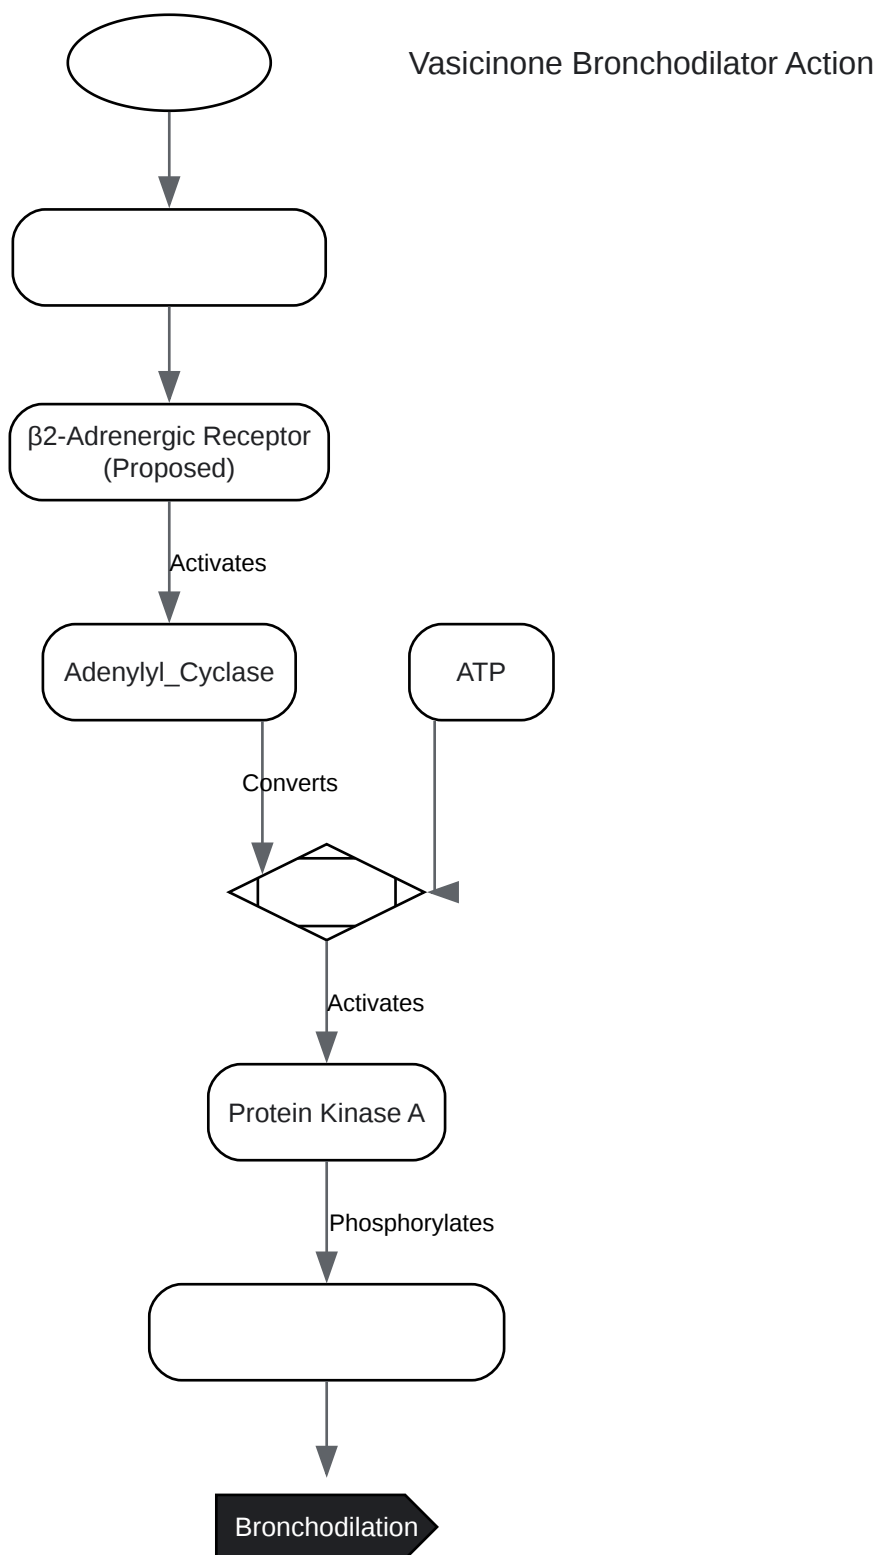 Vasicinone Bronchodilator Action
β2-Adrenergic Receptor
(Proposed)
Activates
Adenylyl_Cyclase
ATP
Converts
Activates
Protein Kinase A
Phosphorylates
Bronchodilation